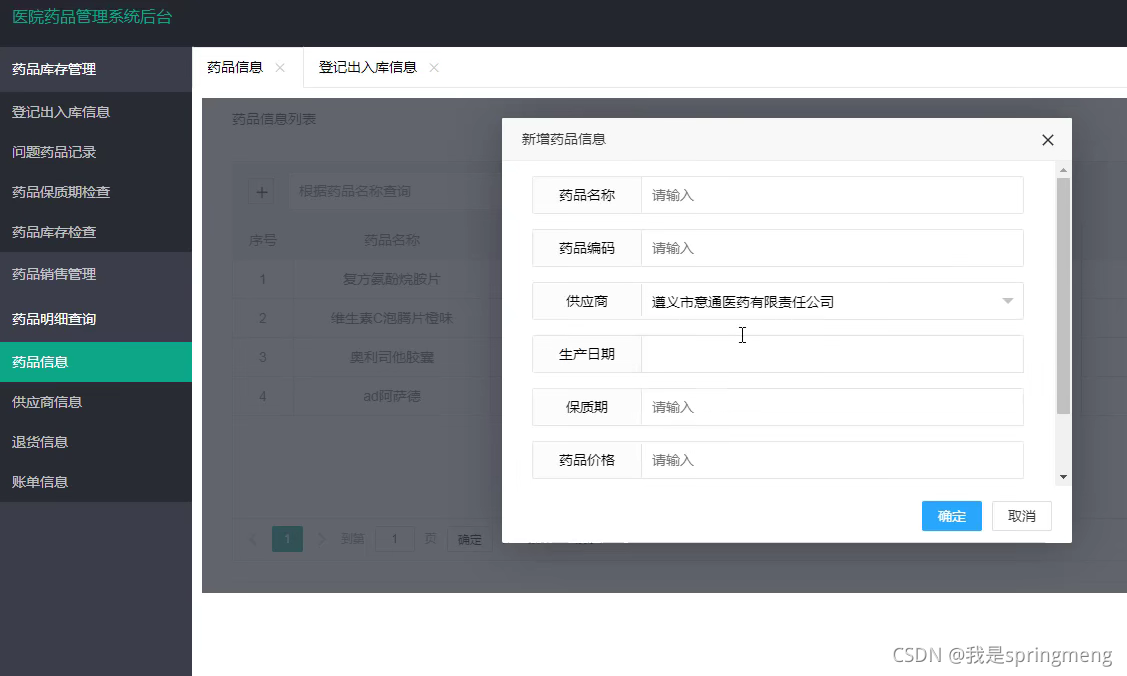 医院药品管理系统后台
药品库存管理
登记出入库信息
问题药品记录
药品保质期检查
药品库存检查
药品销售管理
药品明细查询
药品信息
供应商信息
退货信息
账单信息
药品信息 登记出入库信息
药品信息列表
根据药品名称查询
序号 药品名称
1 复方氨酚烷胺片
2 维生素C泡腾片橙味
3 奥利司他胶囊
4 ad阿萨德
1 到第 1 页 确定
新增药品信息
药品名称 请输入
药品编码 请输入
供应商 遵义市意通医药有限责任公司
生产日期
保质期 请输入
药品价格 请输入
确定 取消
CSDN @我是springmeng